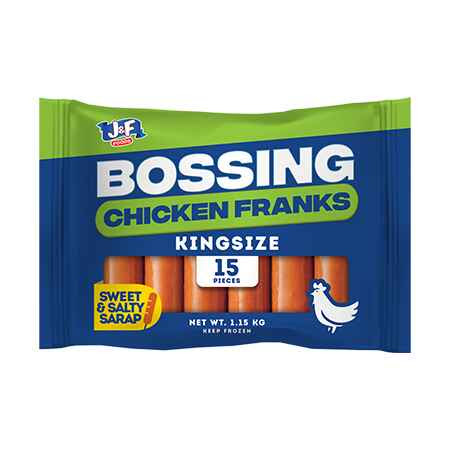 J&F
FOODS
BOSSING
CHICKEN FRANKS
KINGSIZE
15
PIECES
SWEET
& SALTY
SARAP
NET WT. 1.15 KG
KEEP FROZEN